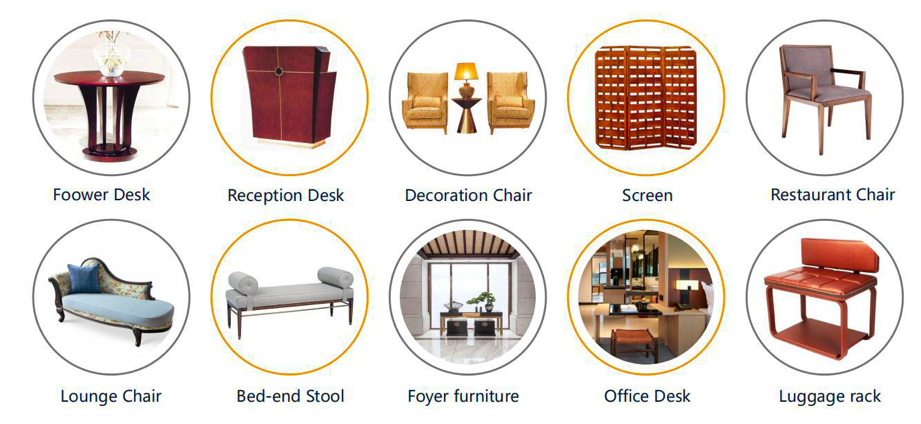 Foower Desk
Reception Desk
Decoration Chair
Screen
Restaurant Chair
Lounge Chair
Bed-end Stool
Foyer furniture
Office Desk
Luggage rack